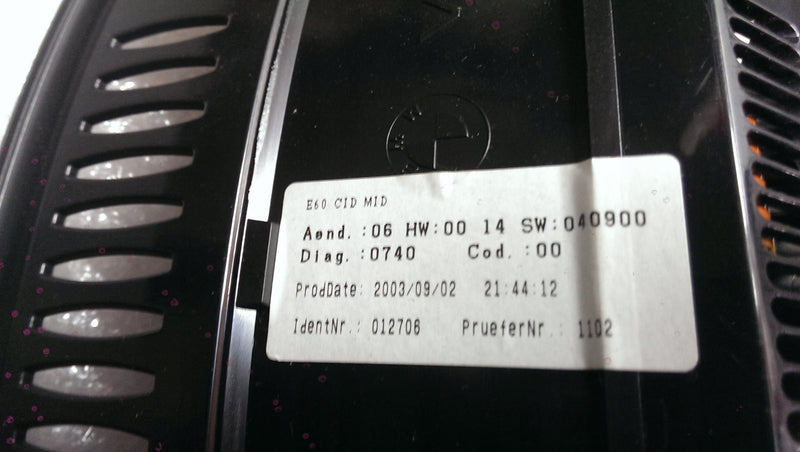 E60 CID MID
Aend. :06 HW:00 14 SW:040900
Diag. :0740 Cod. :00
ProdDate: 2003/09/02 21:44:12
IdentNr.: 012706 PrueferNr.: 1102